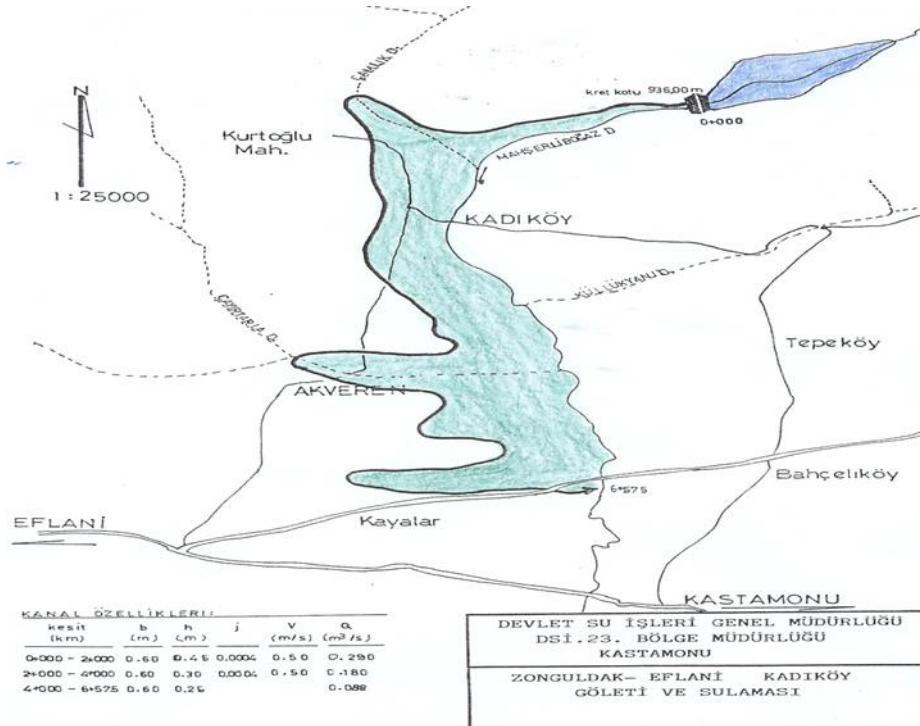 ÇAMLIK D.
kret kotu 936,00 m
0+000
N
Kurtoğlu
Mah.
MAHŞERLİBOĞAZ D.
1:25000
KADIKÖY
KÜLLÜKYANI D.
Tepeköy
AKVEREN
Bahçeliköy
6+575
EFLANİ
Kayalar
KASTAMONU
KANAL ÖZELLİKLERİ:
kesit b h j V Q
(km) (m) (m) (m/s) (m³/s)
0+000 - 2+000 0.60 0.45 0,0004 0.50 0.290
2+000 - 4+000 0.60 0.30 0,0004 0.50 0.180
4+000 - 6+575 0.60 0.25 0.088
DEVLET SU İŞLERİ GENEL MÜDÜRLÜĞÜ
DSİ.23. BÖLGE MÜDÜRLÜĞÜ
KASTAMONU
ZONGULDAK- EFLANİ KADIKÖY
GÖLETİ VE SULAMASI